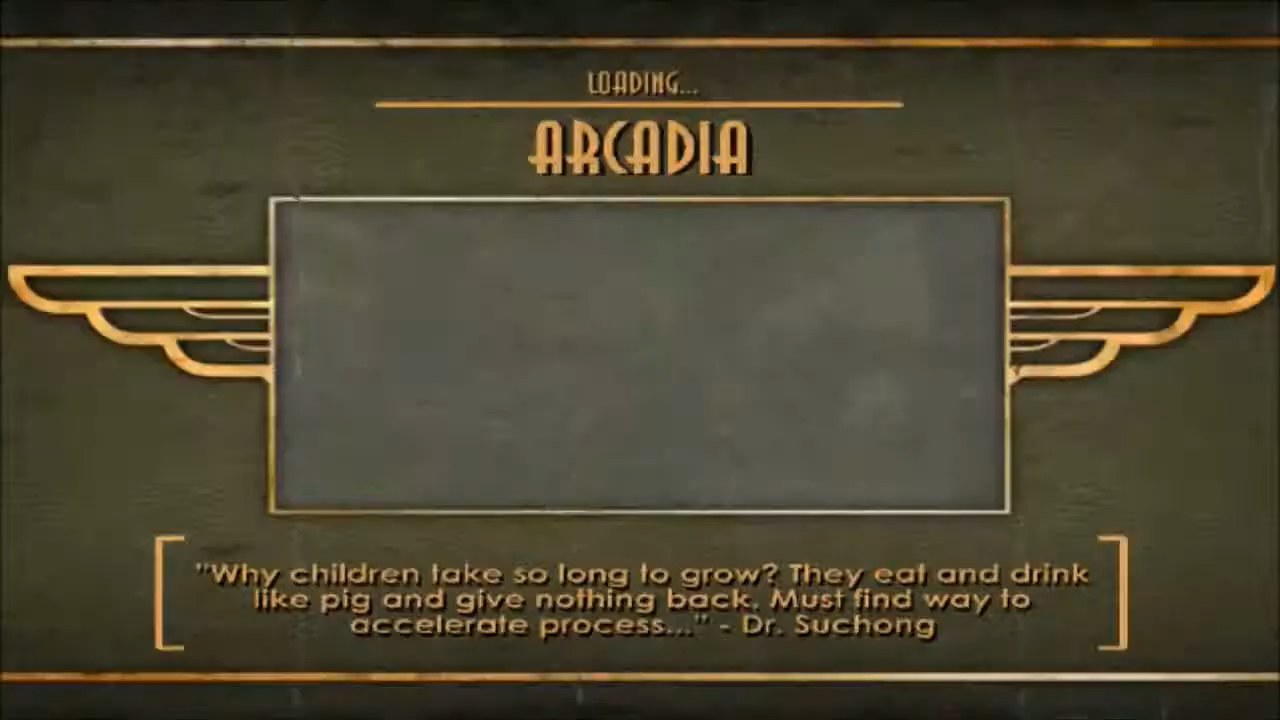 LOADING...
ARCADIA
"Why children take so long to grow? They eat and drink
like pig and give nothing back. Must find way to
accelerate process..." - Dr. Suchong